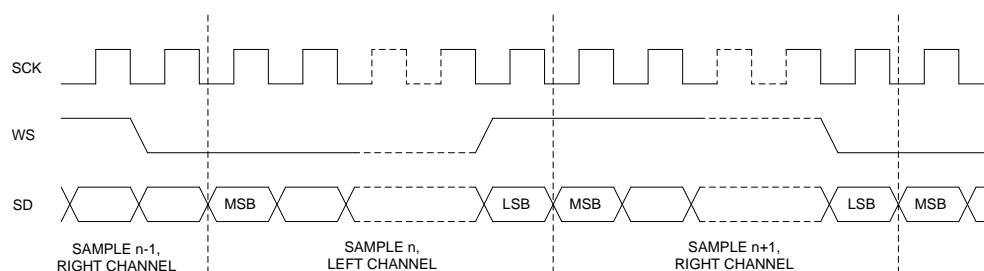 SCK
WS
SD
MSB
LSB
MSB
LSB
MSB
SAMPLE n-1,
RIGHT CHANNEL
SAMPLE n,
LEFT CHANNEL
SAMPLE n+1,
RIGHT CHANNEL